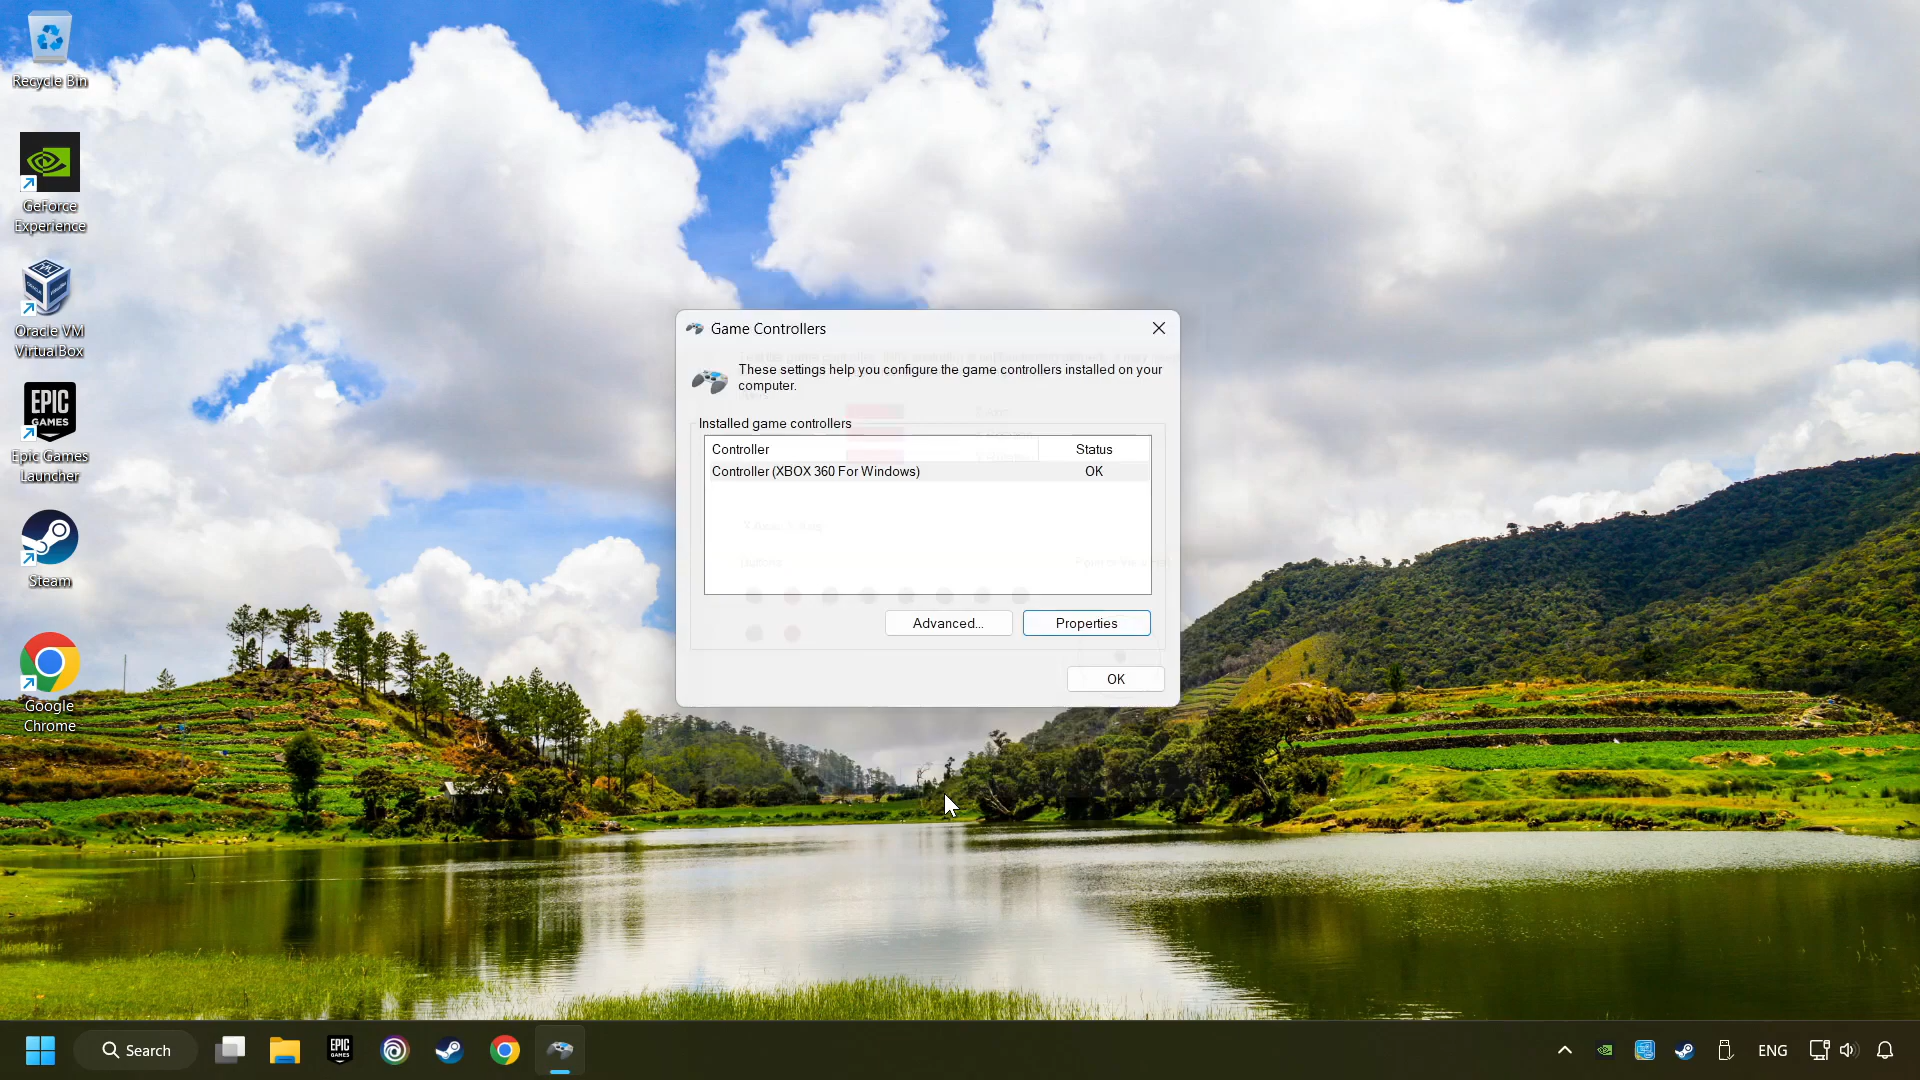 Recycle Bin
GeForce
Experience
Oracle VM
VirtualBox
EPIC
GAMES
Epic Games
Launcher
Steam
Google
Chrome
Game Controllers
These settings help you configure the game controllers installed on your
computer.
Installed game controllers
Controller Status
Controller (XBOX 360 For Windows) OK
Advanced... Properties
OK
Search
EPIC
GAMES
ENG